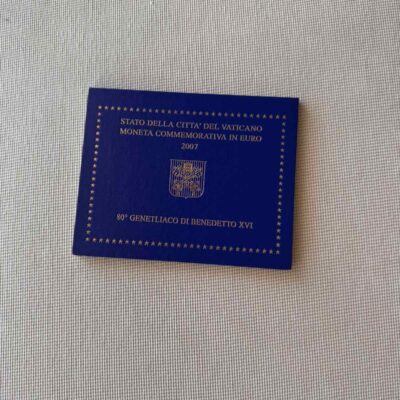 STATO DELLA CITTA' DEL VATICANO
MONETA COMMEMORATIVA IN EURO
2007
80° GENETLIACO DI BENEDETTO XVI